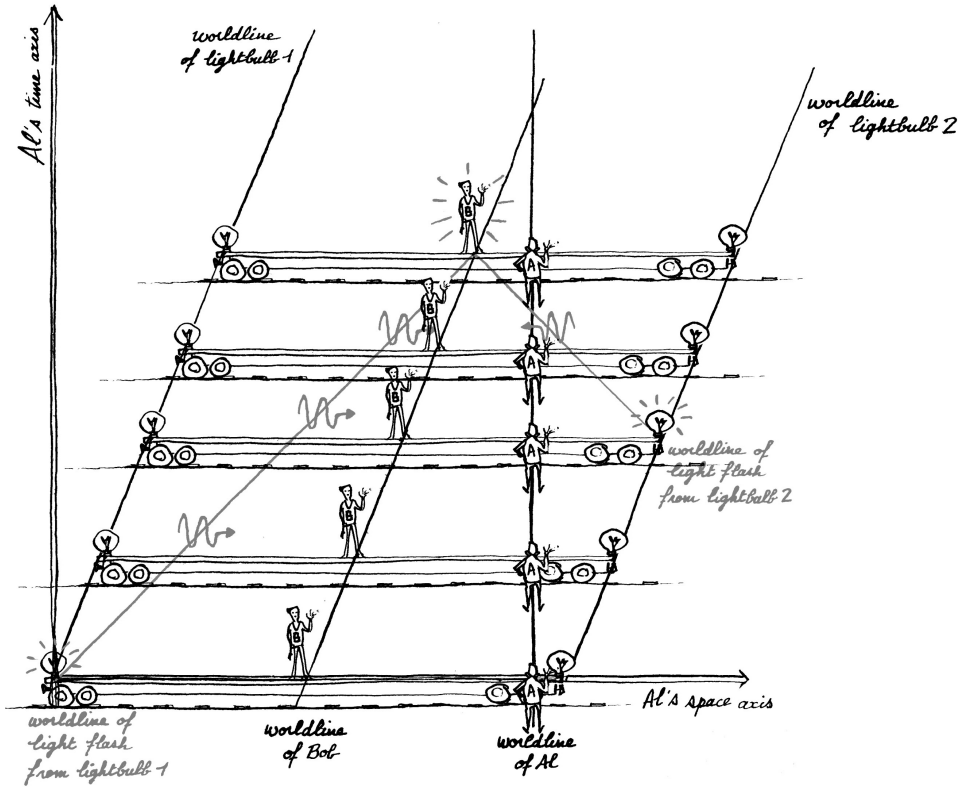 Al's time axis
worldline
of lightbulb 1
worldline
of lightbulb 2
B
A
B
A
B
A
worldline of
light flash
from lightbulb 2
B
A
B
A
Al's space axis
worldline of
light flash
from lightbulb 1
worldline
of Bob
worldline
of Al